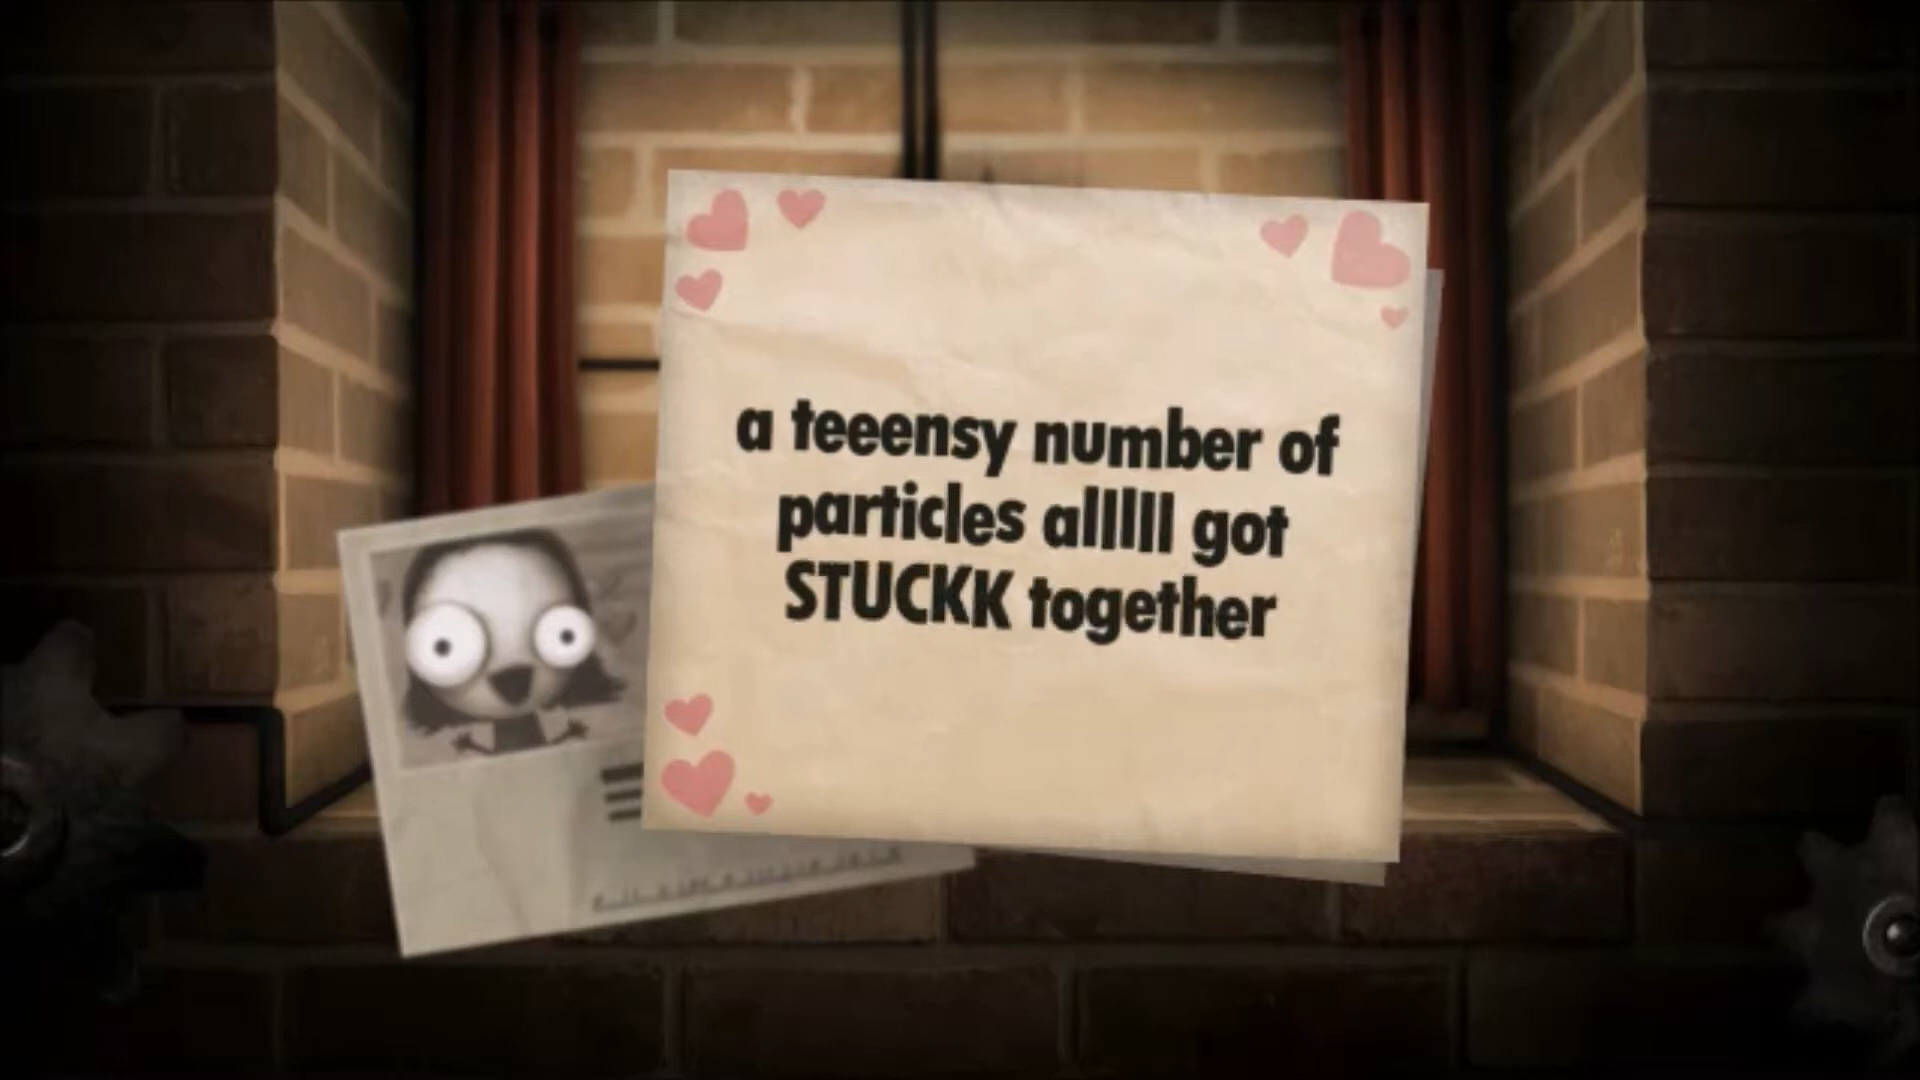 a teeensy number of
particles alllll got
STUCKK together